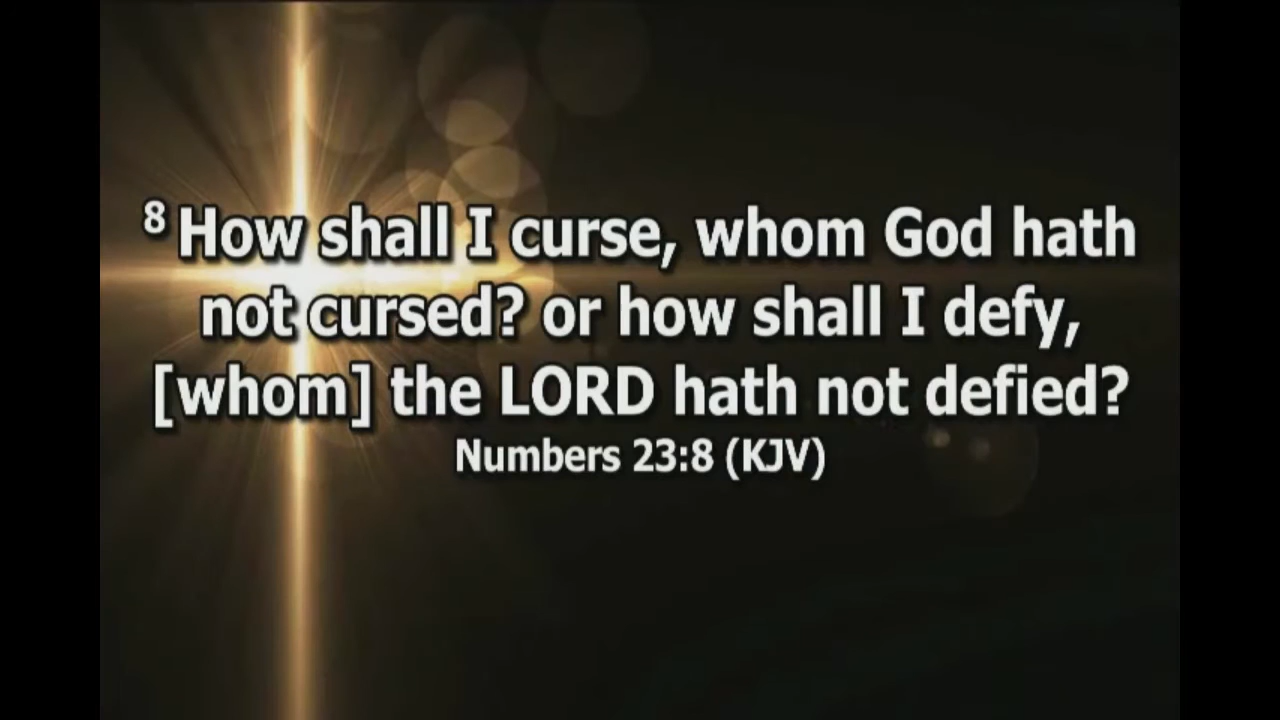 8 How shall I curse, whom God hath
not cursed? or how shall I defy,
[whom] the LORD hath not defied?
Numbers 23:8 (KJV)